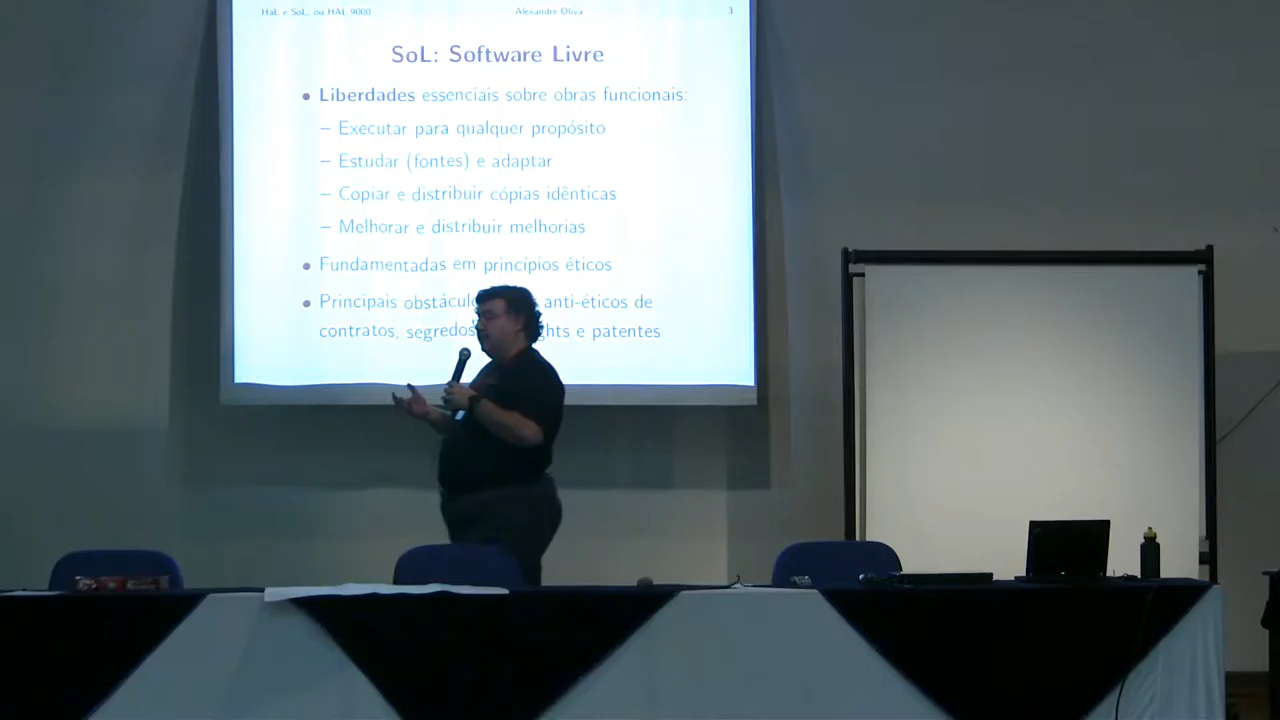 HaL e SoL, ou HAL 9000 Alexandre Oliva 3
SoL: Software Livre
• Liberdades essenciais sobre obras funcionais:
– Executar para qualquer propósito
– Estudar (fontes) e adaptar
– Copiar e distribuir cópias idênticas
– Melhorar e distribuir melhorias
• Fundamentadas em princípios éticos
• Principais anti-éticos de
contratos, segredos e patentes